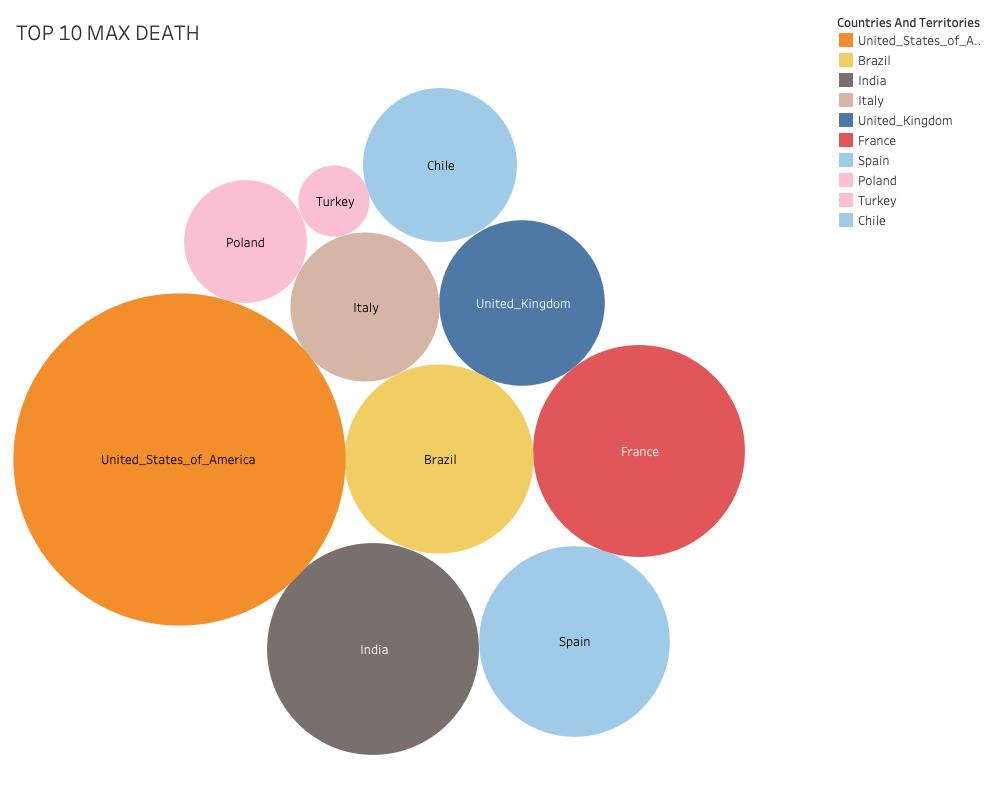 TOP 10 MAX DEATH
Countries And Territories
United_States_of_A..
Brazil
India
Italy
United_Kingdom
France
Spain
Poland
Turkey
Chile
Chile
Turkey
Poland
Italy
United_Kingdom
United_States_of_America
Brazil
France
India
Spain